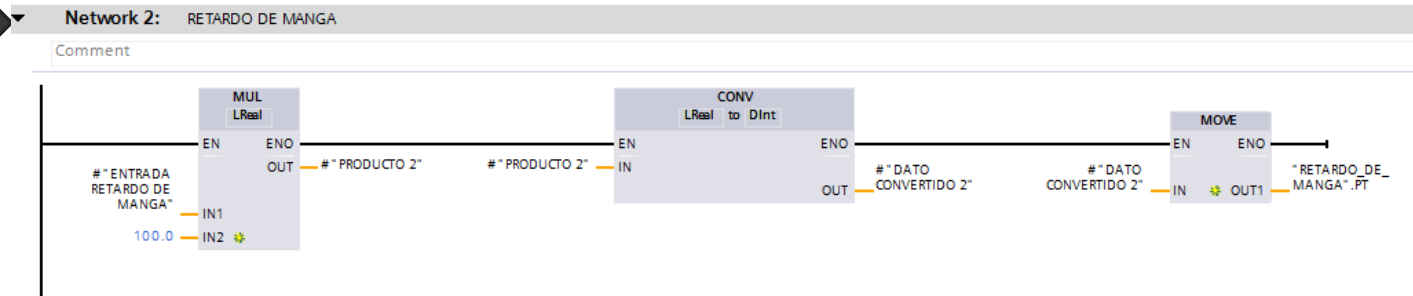 Network 2: RETARDO DE MANGA
Comment
MUL
LReal
EN ENO
#"ENTRADA
RETARDO DE
MANGA"
IN1
100.0
IN2
OUT
#"PRODUCTO 2"
CONV
LReal to DInt
EN ENO
#"PRODUCTO 2"
IN
OUT
#"DATO
CONVERTIDO 2"
MOVE
EN ENO
#"DATO
CONVERTIDO 2"
IN
OUT1
"RETARDO_DE_
MANGA".PT